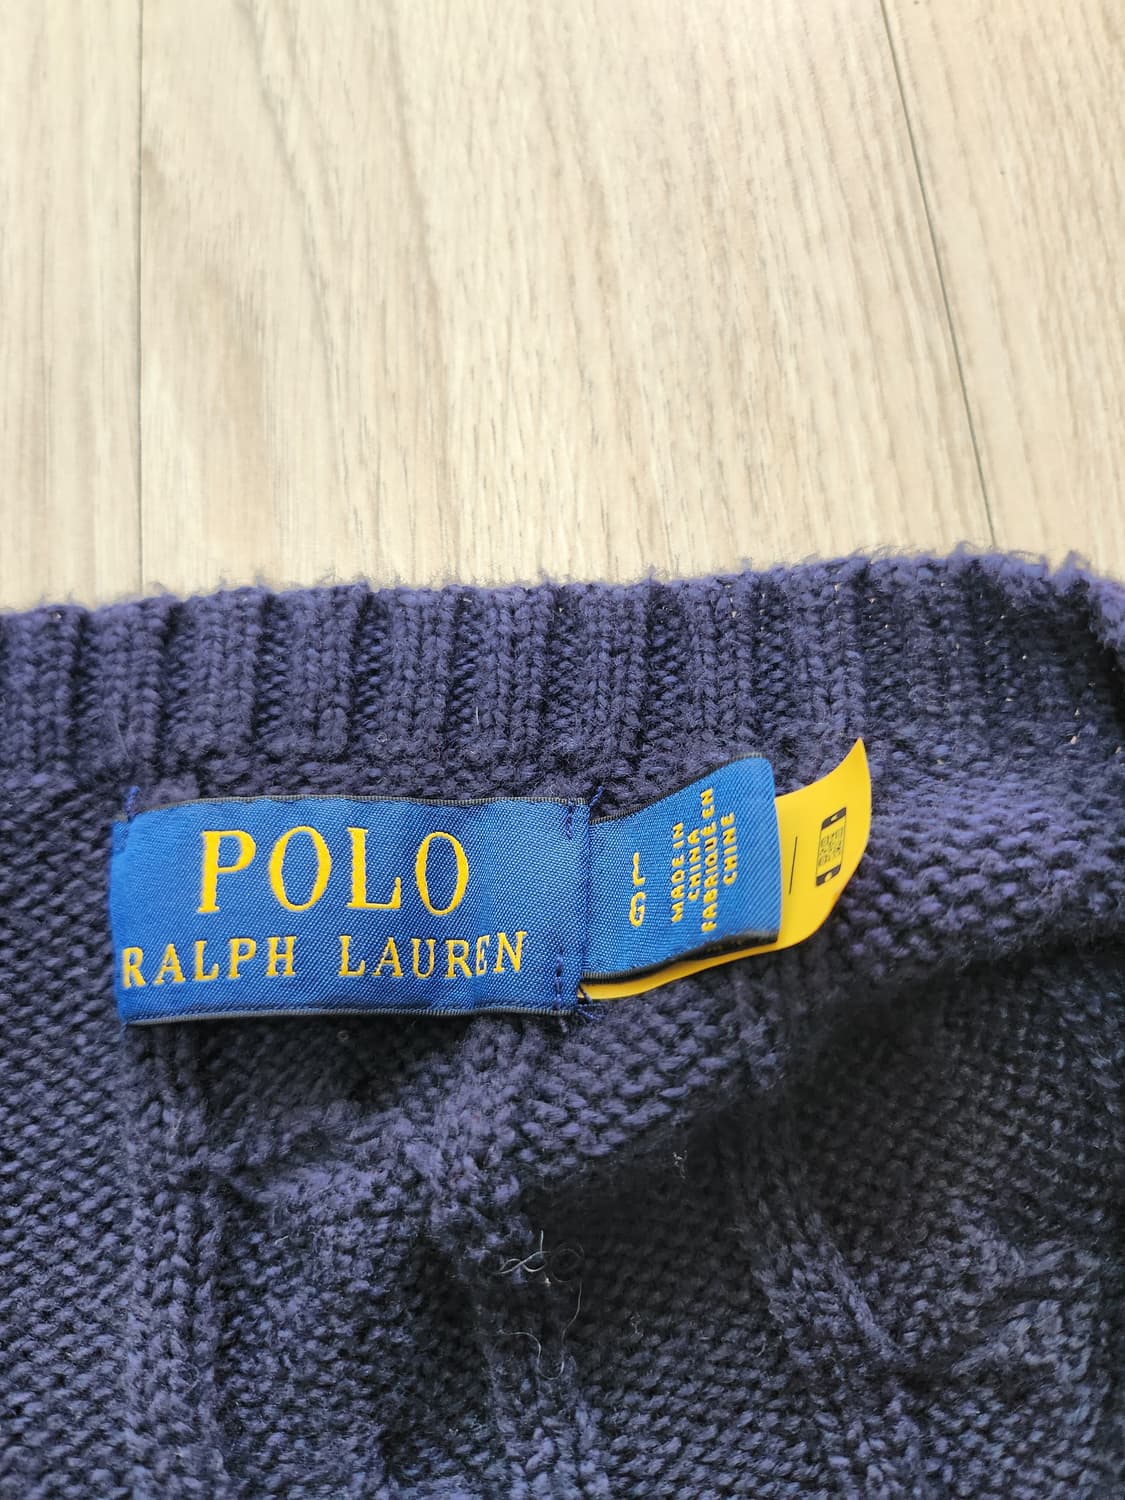 POLO
RALPH LAUREN
L
G
MADE IN
CHINA
FABRIQUÉ EN
CHINE